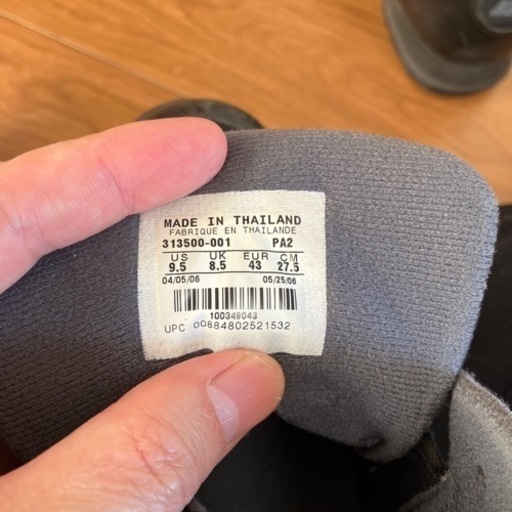 MADE IN THAILAND
FABRIQUE EN THAILANDE
313500-001 PA2
US UK EUR CM
9.5 8.5 43 27.5
04/05/06 05/25/06
100349043
UPC 00884802521532